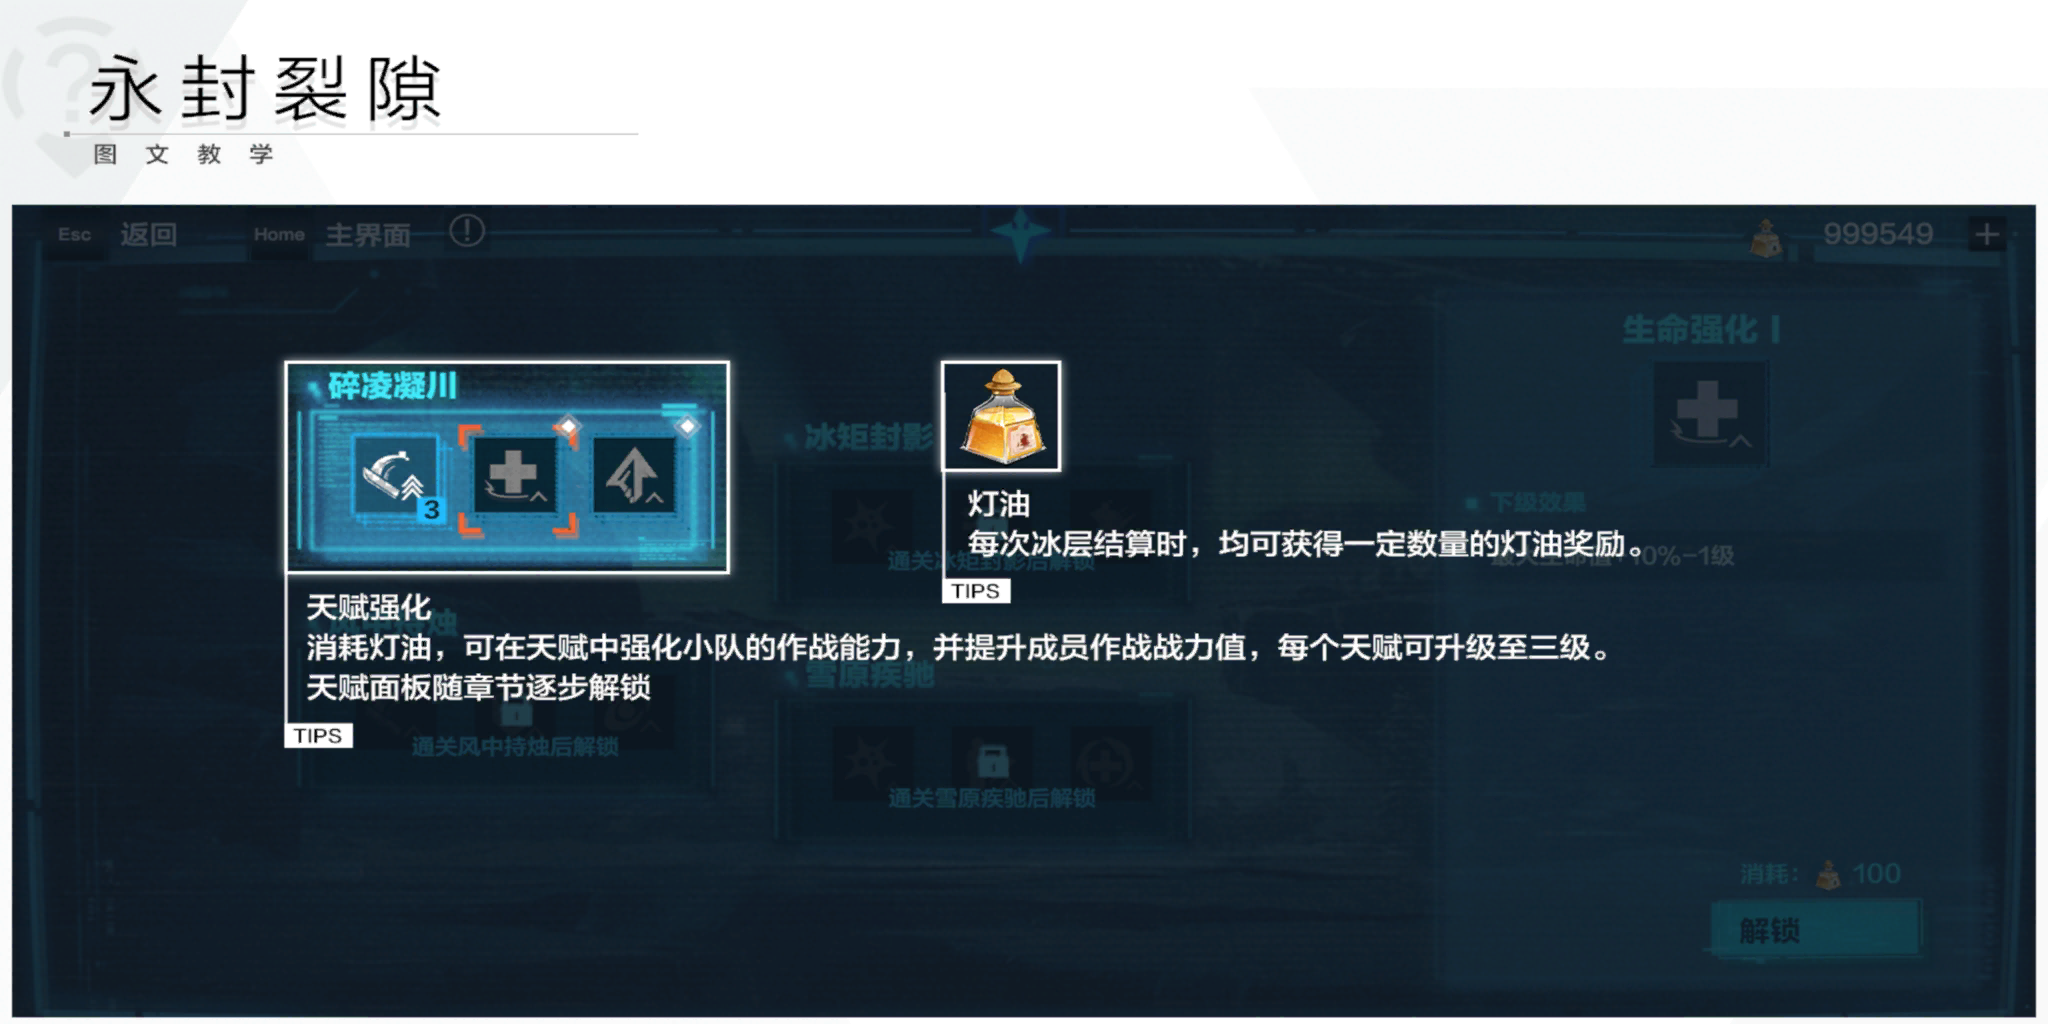 永封裂隙
图文教学
Esc 返回 Home 主界面 999549
生命强化 I
碎凌凝川
3
冰矩封影
下级效果
灯油
每次冰层结算时，均可获得一定数量的灯油奖励。
通关冰矩封影后解锁
TIPS
天赋强化
消耗灯油，可在天赋中强化小队的作战能力，并提升成员作战战力值，每个天赋可升级至三级。
雪原疾驰
天赋面板随章节逐步解锁
TIPS
通关风中持烛后解锁
通关雪原疾驰后解锁
消耗： 100
解锁